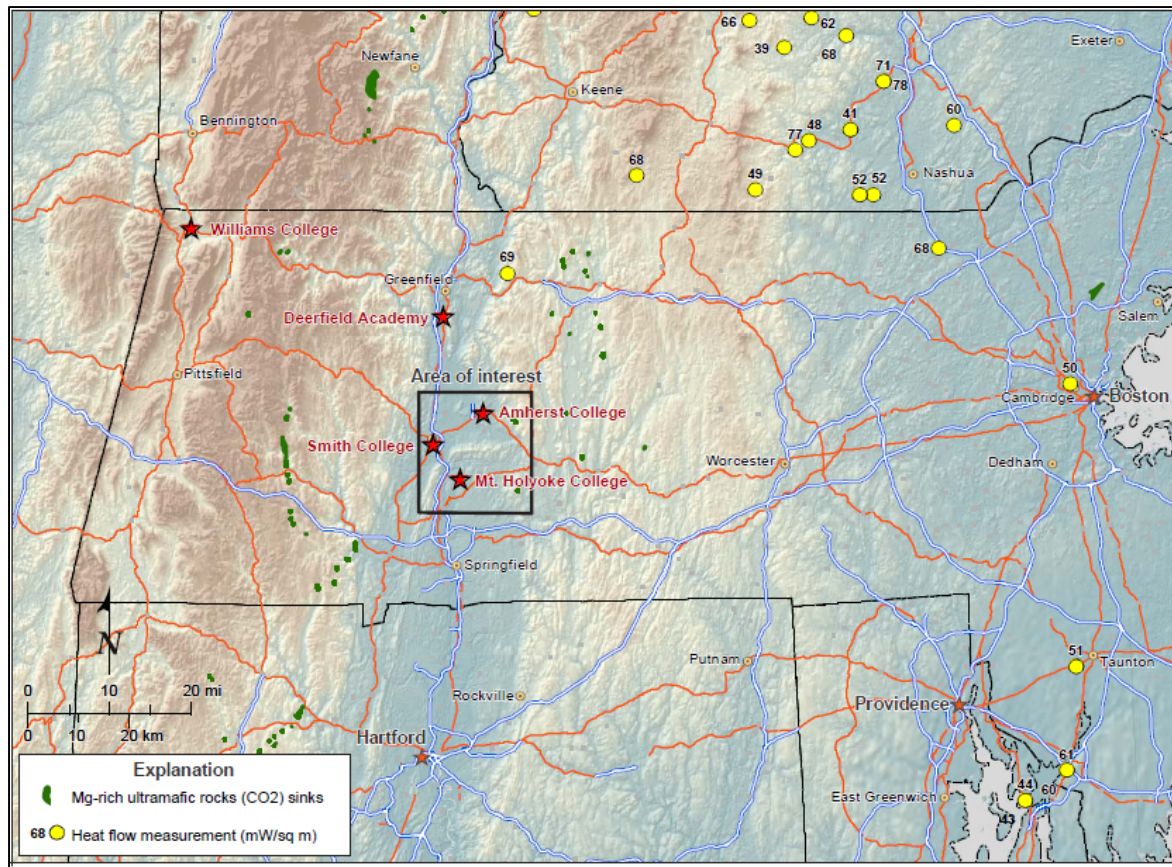 66
62
39
68
Exeter
Newfane
71
78
Keene
60
Bennington
77
48
41
68
49
52
52
Nashua
Williams College
68
69
Greenfield
Salem
Deerfield Academy
Pittsfield
Area of interest
50
Cambridge
Boston
Amherst College
Smith College
Worcester
Dedham
Mt. Holyoke College
Springfield
N
51
Taunton
Putnam
0 10 20 mi
Rockville
Providence
0 10 20 km
Hartford
61
60
44
43
East Greenwich
Explanation
Mg-rich ultramafic rocks (CO2) sinks
68 Heat flow measurement (mW/sq m)